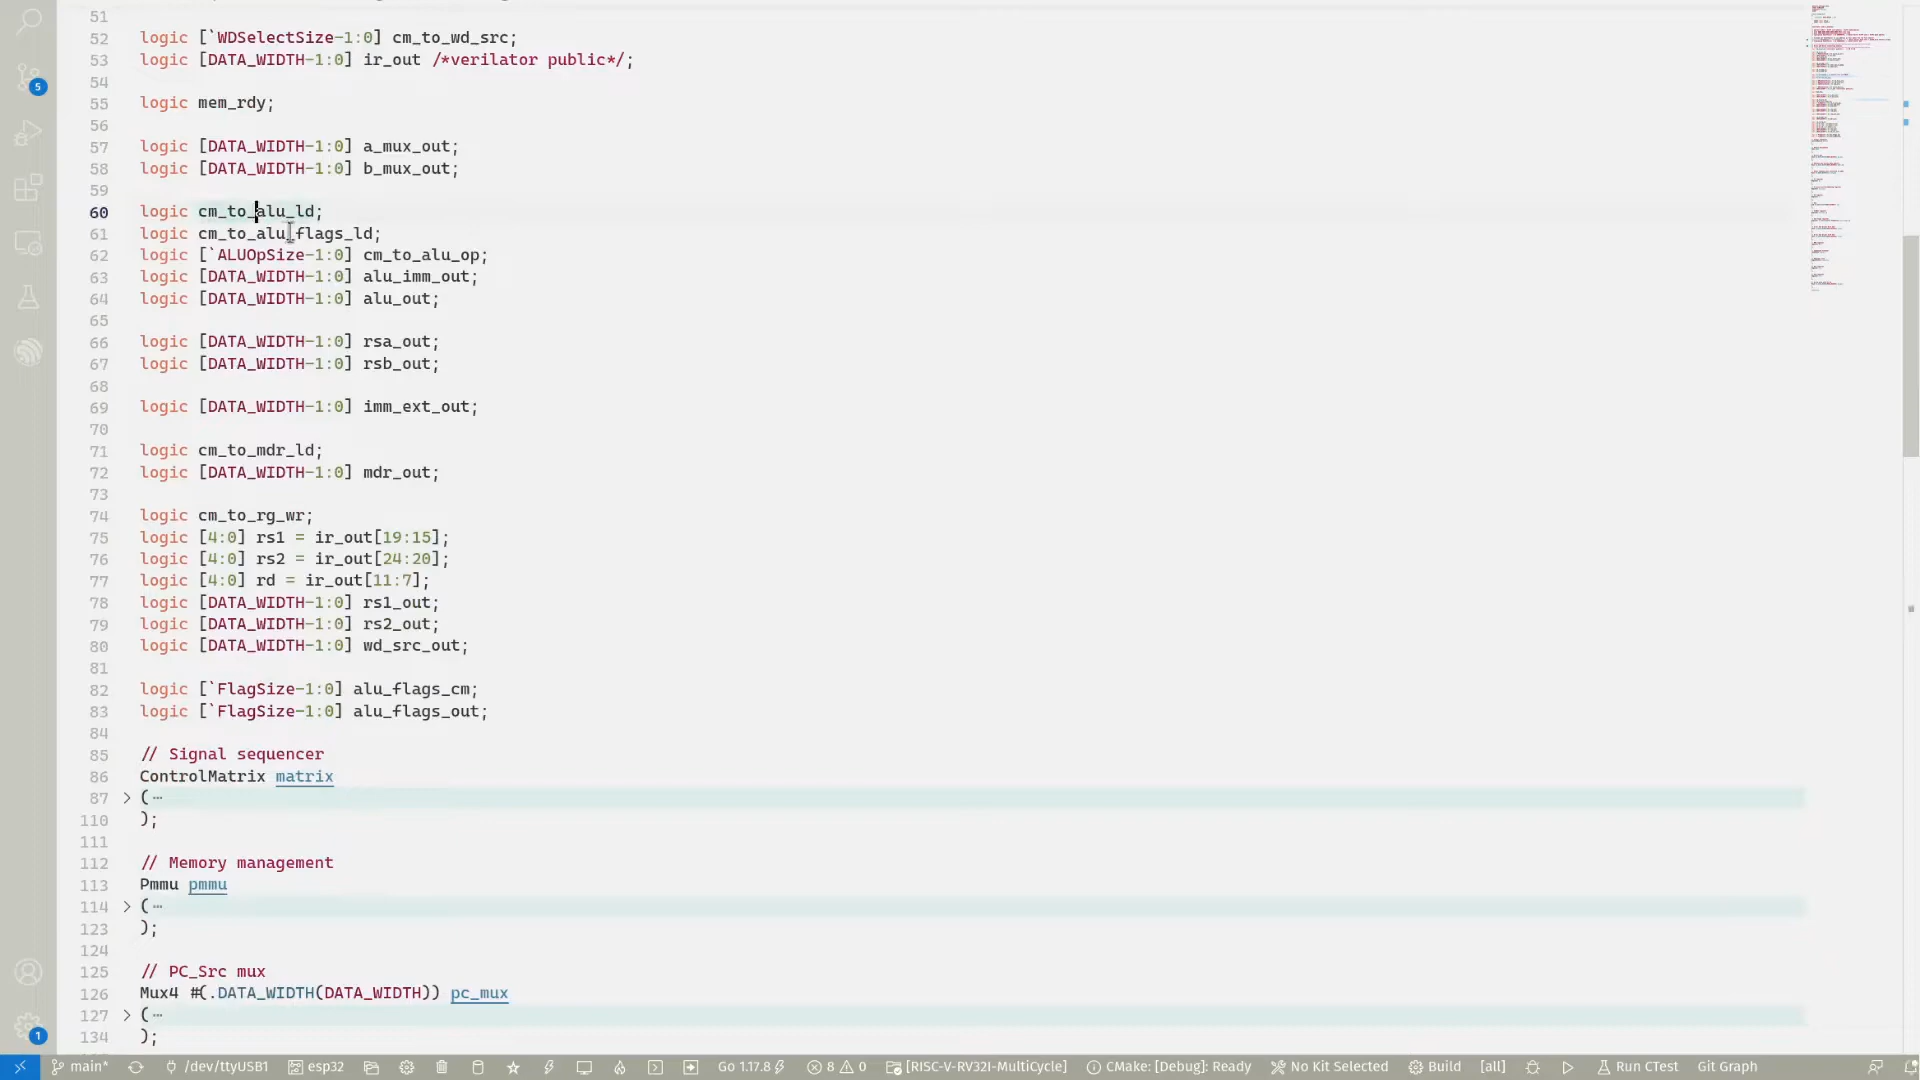 51
52 logic [`WDSelectSize-1:0] cm_to_wd_src;
53 logic [DATA_WIDTH-1:0] ir_out /*verilator public*/;
54
55 logic mem_rdy;
56
57 logic [DATA_WIDTH-1:0] a_mux_out;
58 logic [DATA_WIDTH-1:0] b_mux_out;
59
60 logic cm_to_alu_ld;
61 logic cm_to_alu_flags_ld;
62 logic [`ALUOpSize-1:0] cm_to_alu_op;
63 logic [DATA_WIDTH-1:0] alu_imm_out;
64 logic [DATA_WIDTH-1:0] alu_out;
65
66 logic [DATA_WIDTH-1:0] rsa_out;
67 logic [DATA_WIDTH-1:0] rsb_out;
68
69 logic [DATA_WIDTH-1:0] imm_ext_out;
70
71 logic cm_to_mdr_ld;
72 logic [DATA_WIDTH-1:0] mdr_out;
73
74 logic cm_to_rg_wr;
75 logic [4:0] rs1 = ir_out[19:15];
76 logic [4:0] rs2 = ir_out[24:20];
77 logic [4:0] rd = ir_out[11:7];
78 logic [DATA_WIDTH-1:0] rs1_out;
79 logic [DATA_WIDTH-1:0] rs2_out;
80 logic [DATA_WIDTH-1:0] wd_src_out;
81
82 logic [`FlagSize-1:0] alu_flags_cm;
83 logic [`FlagSize-1:0] alu_flags_out;
84
85 // Signal sequencer
86 ControlMatrix matrix
87 > (⋯
110 );
111
112 // Memory management
113 Pmmu pmmu
114 > (⋯
123 );
124
125 // PC_Src mux
126 Mux4 #(.DATA_WIDTH(DATA_WIDTH)) pc_mux
127 > (⋯
134 );
5
1
main* /dev/ttyUSB1 esp32 Go 1.17.8 8 0 [RISC-V-RV32I-MultiCycle] CMake: [Debug]: Ready No Kit Selected Build [all] Run CTest Git Graph